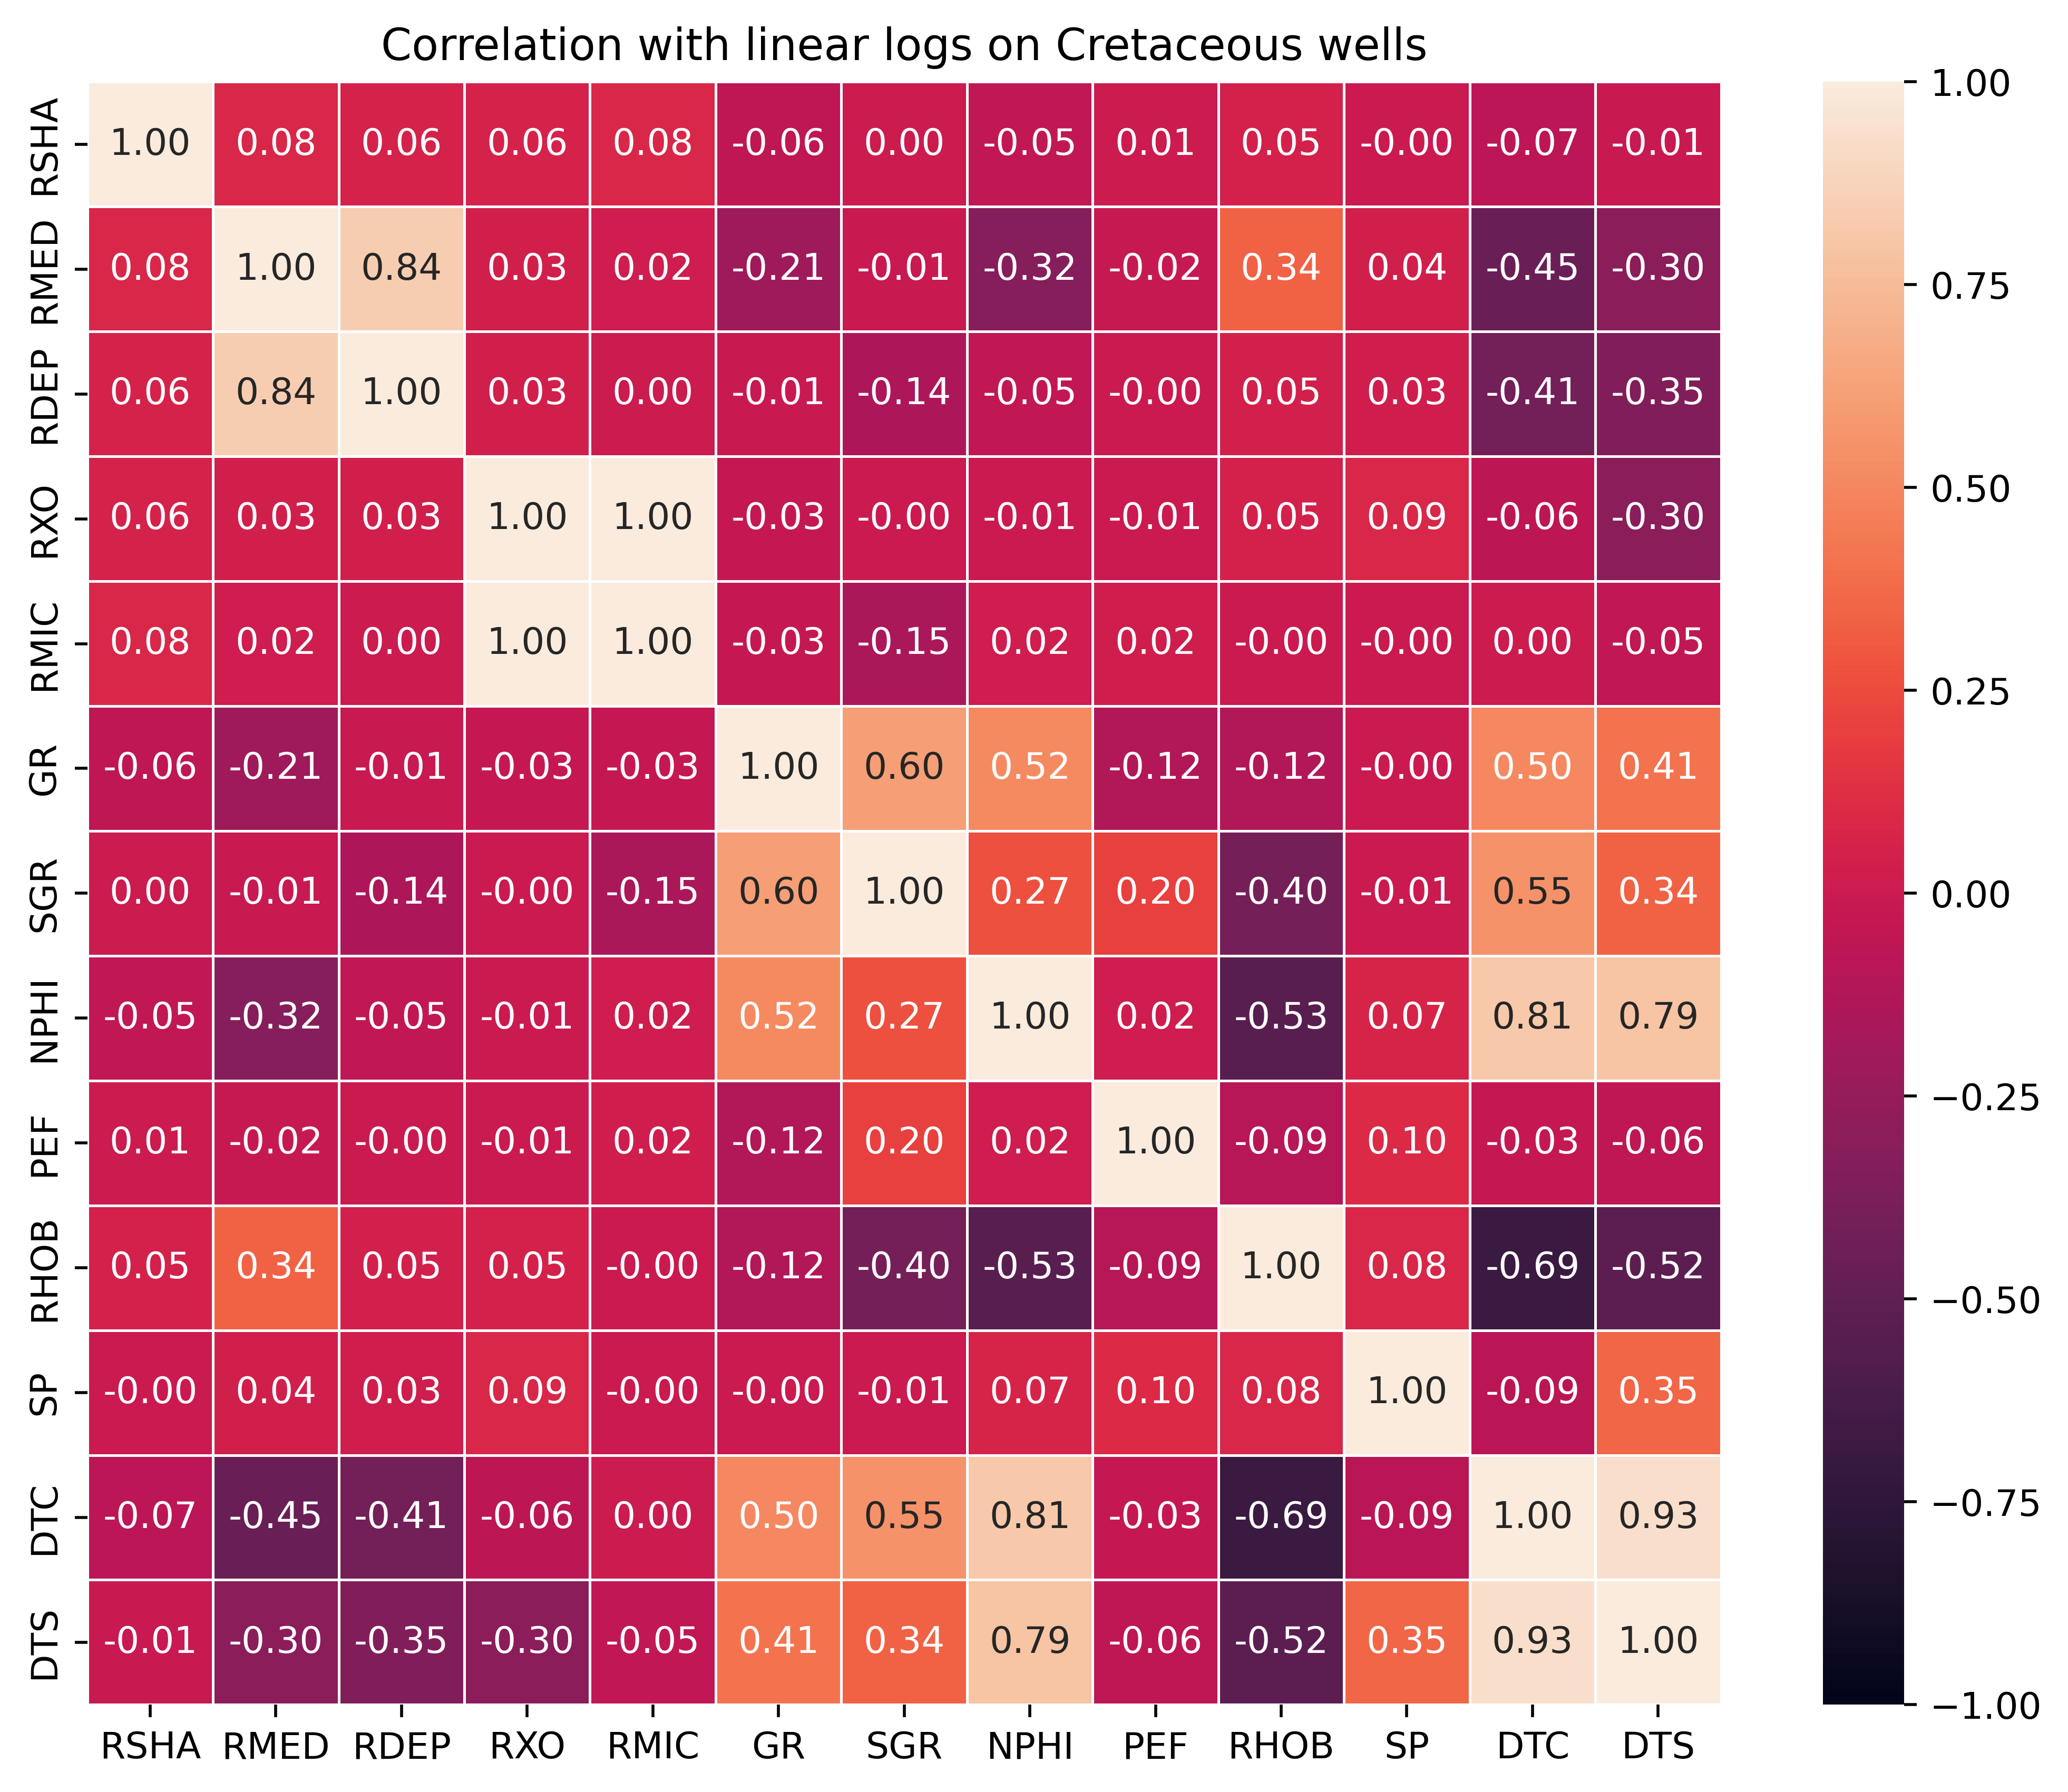 Correlation with linear logs on Cretaceous wells
RSHA 1.00 0.08 0.06 0.06 0.08 -0.06 0.00 -0.05 0.01 0.05 -0.00 -0.07 -0.01
RMED 0.08 1.00 0.84 0.03 0.02 -0.21 -0.01 -0.32 -0.02 0.34 0.04 -0.45 -0.30
RDEP 0.06 0.84 1.00 0.03 0.00 -0.01 -0.14 -0.05 -0.00 0.05 0.03 -0.41 -0.35
RXO 0.06 0.03 0.03 1.00 1.00 -0.03 -0.00 -0.01 -0.01 0.05 0.09 -0.06 -0.30
RMIC 0.08 0.02 0.00 1.00 1.00 -0.03 -0.15 0.02 0.02 -0.00 -0.00 0.00 -0.05
GR -0.06 -0.21 -0.01 -0.03 -0.03 1.00 0.60 0.52 -0.12 -0.12 -0.00 0.50 0.41
SGR 0.00 -0.01 -0.14 -0.00 -0.15 0.60 1.00 0.27 0.20 -0.40 -0.01 0.55 0.34
NPHI -0.05 -0.32 -0.05 -0.01 0.02 0.52 0.27 1.00 0.02 -0.53 0.07 0.81 0.79
PEF 0.01 -0.02 -0.00 -0.01 0.02 -0.12 0.20 0.02 1.00 -0.09 0.10 -0.03 -0.06
RHOB 0.05 0.34 0.05 0.05 -0.00 -0.12 -0.40 -0.53 -0.09 1.00 0.08 -0.69 -0.52
SP -0.00 0.04 0.03 0.09 -0.00 -0.00 -0.01 0.07 0.10 0.08 1.00 -0.09 0.35
DTC -0.07 -0.45 -0.41 -0.06 0.00 0.50 0.55 0.81 -0.03 -0.69 -0.09 1.00 0.93
DTS -0.01 -0.30 -0.35 -0.30 -0.05 0.41 0.34 0.79 -0.06 -0.52 0.35 0.93 1.00
RSHA RMED RDEP RXO RMIC GR SGR NPHI PEF RHOB SP DTC DTS
1.00
0.75
0.50
0.25
0.00
−0.25
−0.50
−0.75
−1.00